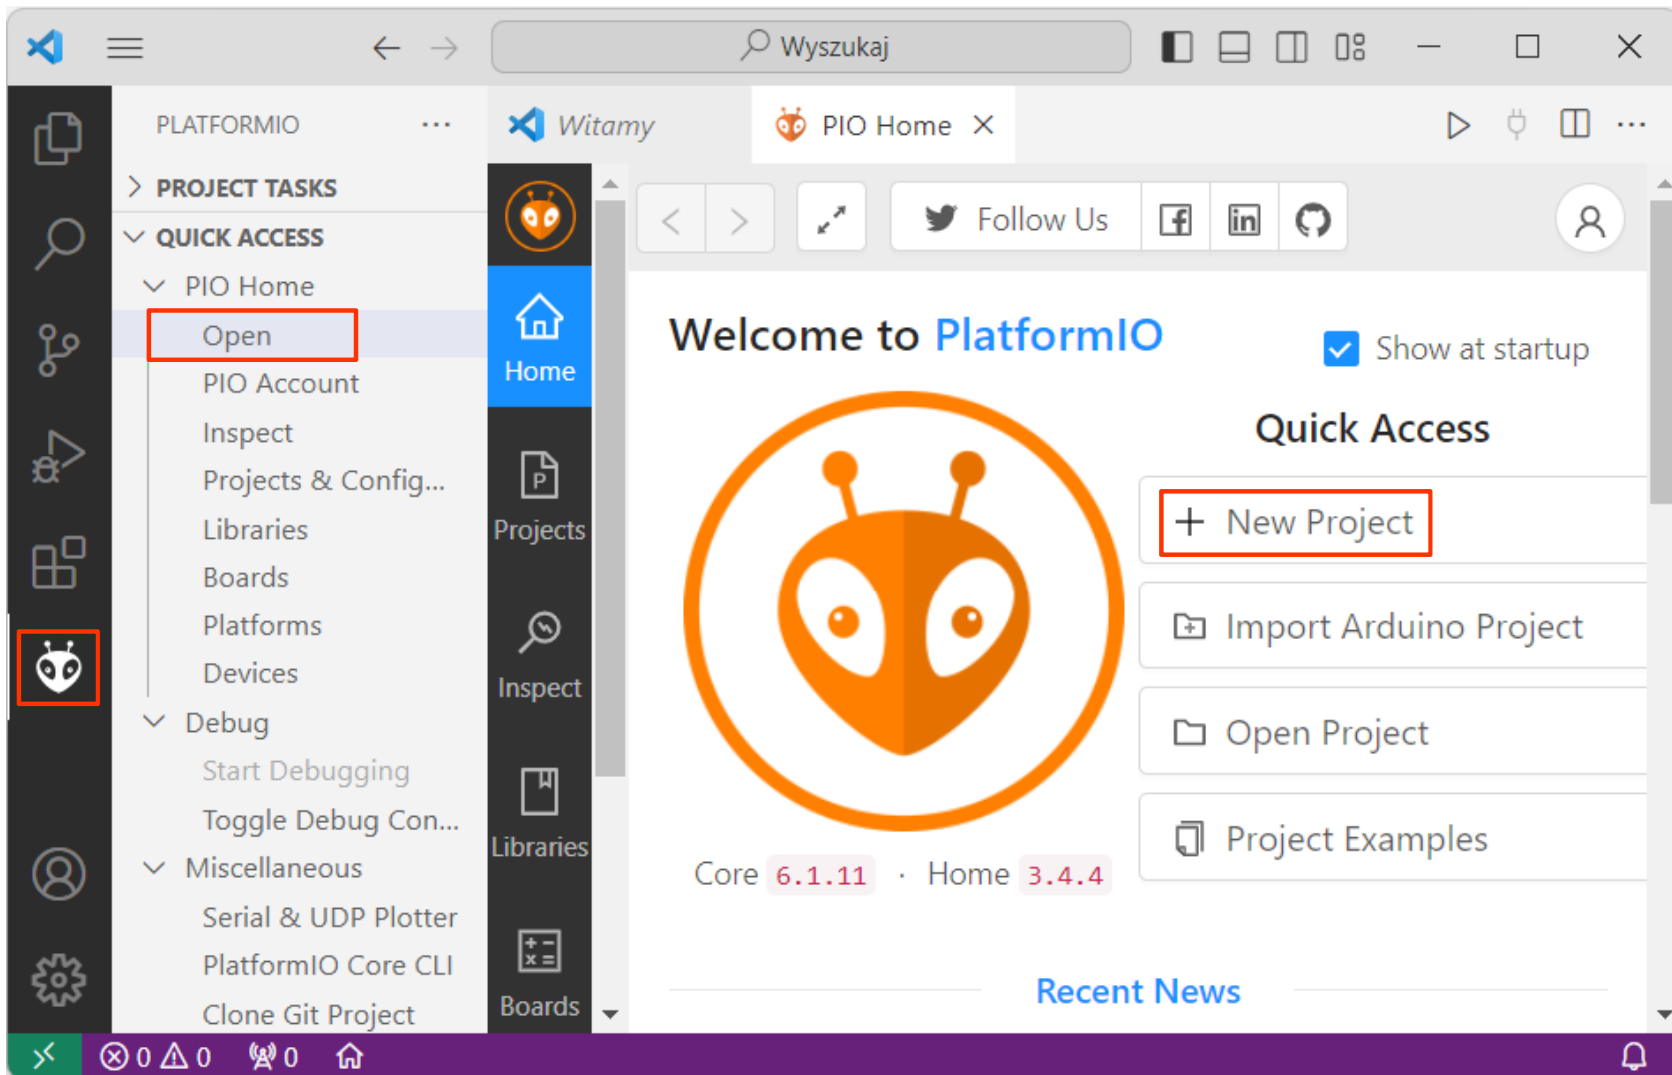 Wyszukaj
PLATFORMIO
Witamy
PIO Home
PROJECT TASKS
QUICK ACCESS
PIO Home
Open
PIO Account
Inspect
Projects & Config...
Libraries
Boards
Platforms
Devices
Debug
Start Debugging
Toggle Debug Con...
Miscellaneous
Serial & UDP Plotter
PlatformIO Core CLI
Clone Git Project
Home
Projects
Inspect
Libraries
Boards
Follow Us
Welcome to PlatformIO
Show at startup
Quick Access
New Project
Import Arduino Project
Open Project
Project Examples
Core 6.1.11 · Home 3.4.4
Recent News
0 0 0